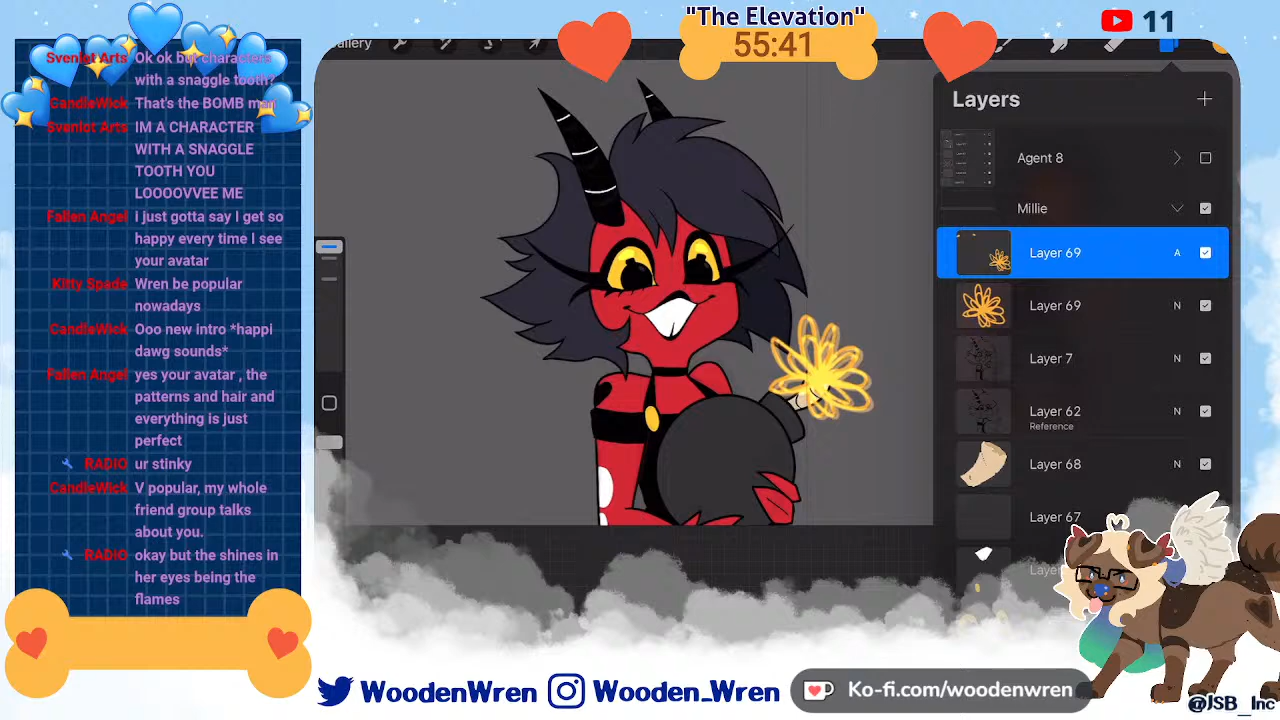 "The Elevation"
55:41
11
allery
Svenlot Arts Ok ok but characters
with a snaggle tooth?
CandleWick That's the BOMB man
Svenlot Arts IM A CHARACTER
WITH A SNAGGLE
TOOTH YOU
LOOOOVVEE ME
Fallen Angel i just gotta say I get so
happy every time I see
your avatar
Kitty Spade Wren be popular
nowadays
CandleWick Ooo new intro *happi
dawg sounds*
Fallen Angel yes your avatar , the
patterns and hair and
everything is just
perfect
RADIO ur stinky
CandleWick V popular, my whole
friend group talks
about you.
RADIO okay but the shines in
her eyes being the
flames
Layers
Agent 8
Millie
Layer 69 A
Layer 69 N
Layer 7 N
Layer 62 N
Reference
Layer 68 N
Layer 67
Laye
WoodenWren
Wooden_Wren
Ko-fi.com/woodenwren
@JSB_Inc